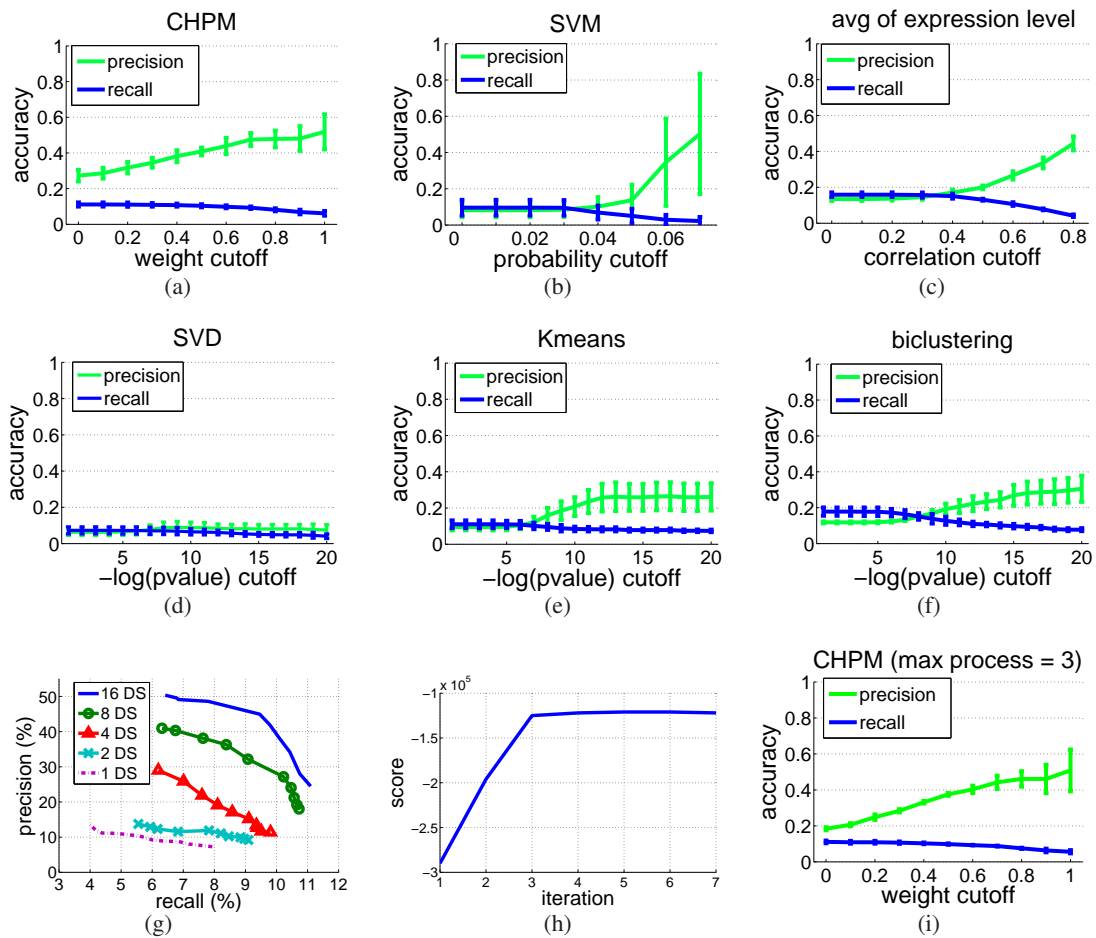 CHPM
accuracy
1
0.8
0.6
0.4
0.2
0
precision
recall
0 0.2 0.4 0.6 0.8 1
weight cutoff
(a)
SVM
accuracy
1
0.8
0.6
0.4
0.2
0
precision
recall
0 0.02 0.04 0.06
probability cutoff
(b)
avg of expression level
accuracy
1
0.8
0.6
0.4
0.2
0
precision
recall
0 0.2 0.4 0.6 0.8
correlation cutoff
(c)
SVD
accuracy
1
0.8
0.6
0.4
0.2
0
precision
recall
5 10 15 20
−log(pvalue) cutoff
(d)
Kmeans
accuracy
1
0.8
0.6
0.4
0.2
0
precision
recall
5 10 15 20
−log(pvalue) cutoff
(e)
biclustering
accuracy
1
0.8
0.6
0.4
0.2
0
precision
recall
5 10 15 20
−log(pvalue) cutoff
(f)
precision (%)
50
40
30
20
10
0
16 DS
8 DS
4 DS
2 DS
1 DS
3 4 5 6 7 8 9 10 11 12
recall (%)
(g)
x 10^5
score
−1
−1.5
−2
−2.5
−3
1 2 3 4 5 6 7
iteration
(h)
CHPM (max process = 3)
accuracy
1
0.8
0.6
0.4
0.2
0
precision
recall
0 0.2 0.4 0.6 0.8 1
weight cutoff
(i)